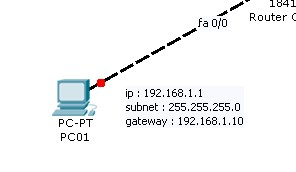 1841
Router
fa 0/0
ip : 192.168.1.1
subnet : 255.255.255.0
gateway : 192.168.1.10
PC-PT
PC01